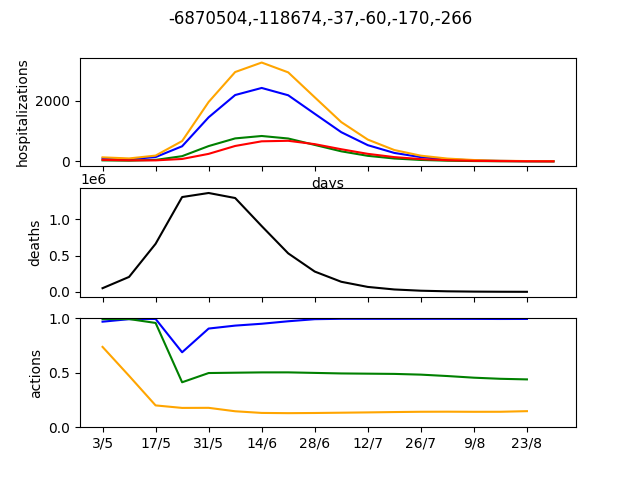 -6870504,-118674,-37,-60,-170,-266
hospitalizations
2000
0
days
1e6
deaths
1.0
0.5
0.0
actions
1.0
0.5
0.0
3/5 17/5 31/5 14/6 28/6 12/7 26/7 9/8 23/8